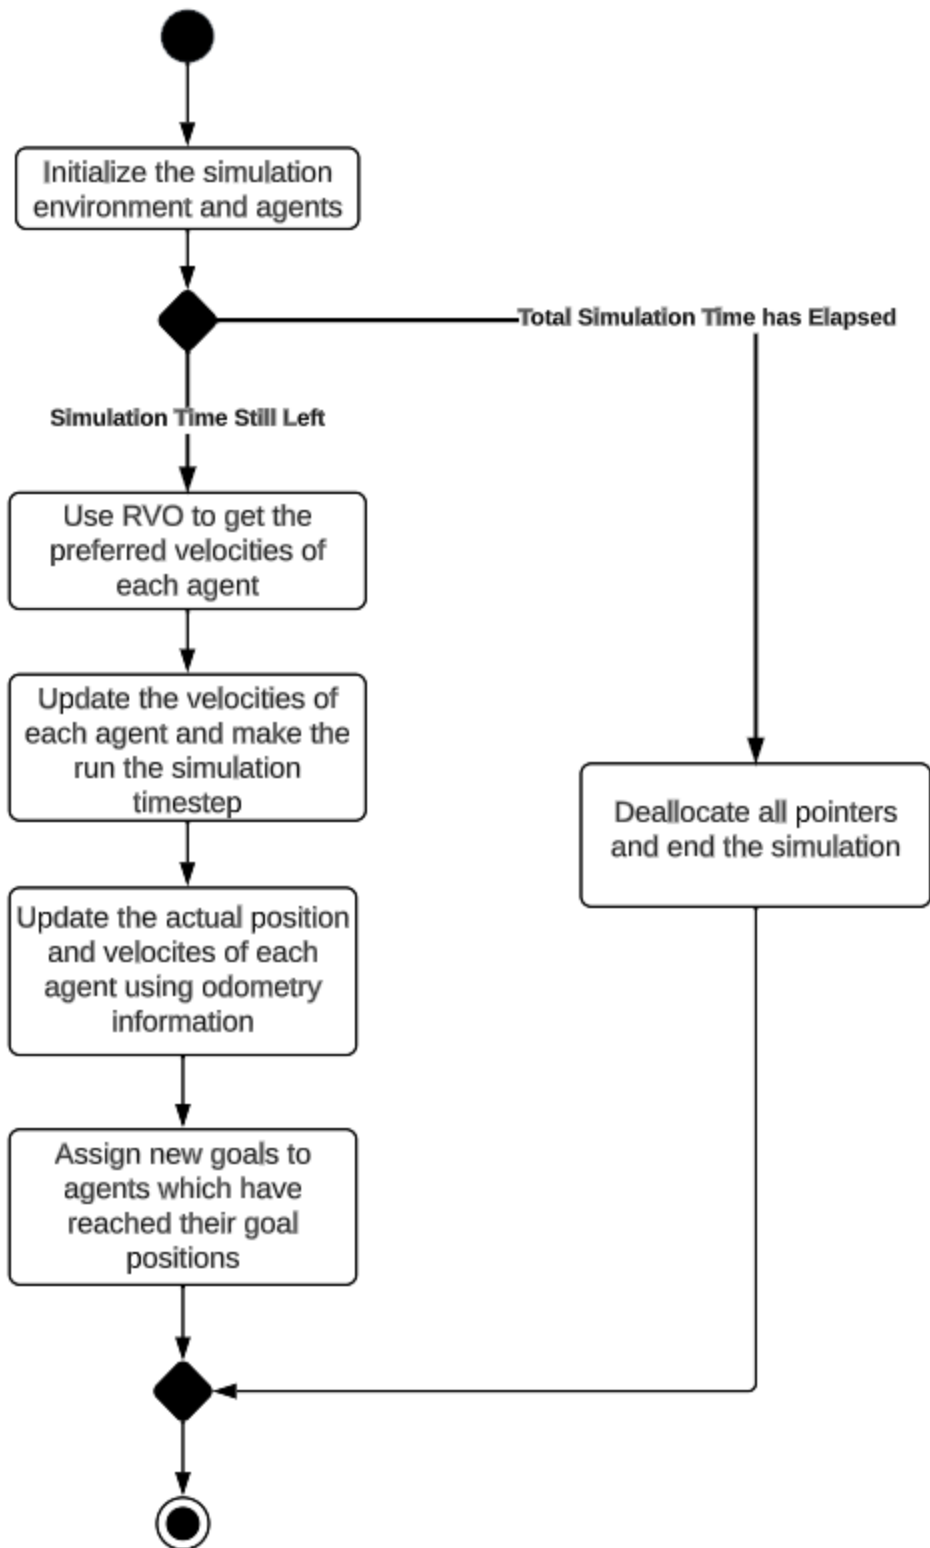 Initialize the simulation
environment and agents
Total Simulation Time has Elapsed
Simulation Time Still Left
Use RVO to get the
preferred velocities of
each agent
Update the velocities of
each agent and make the
run the simulation
timestep
Deallocate all pointers
and end the simulation
Update the actual position
and velocites of each
agent using odometry
information
Assign new goals to
agents which have
reached their goal
positions